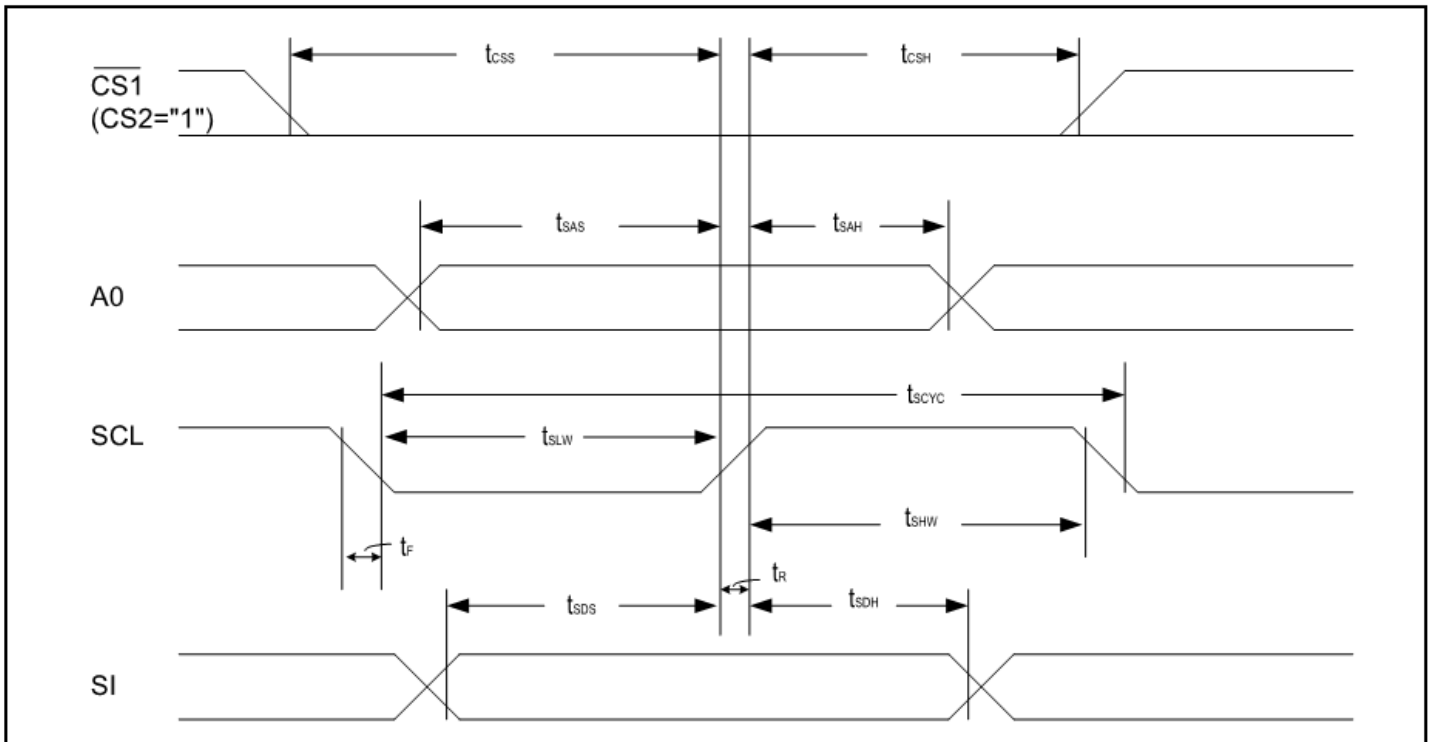 tCSS
tCSH
CS1
(CS2="1")
tSAS
tSAH
A0
tSCYC
SCL
tSLW
tSHW
tF
tR
tSDS
tSDH
SI